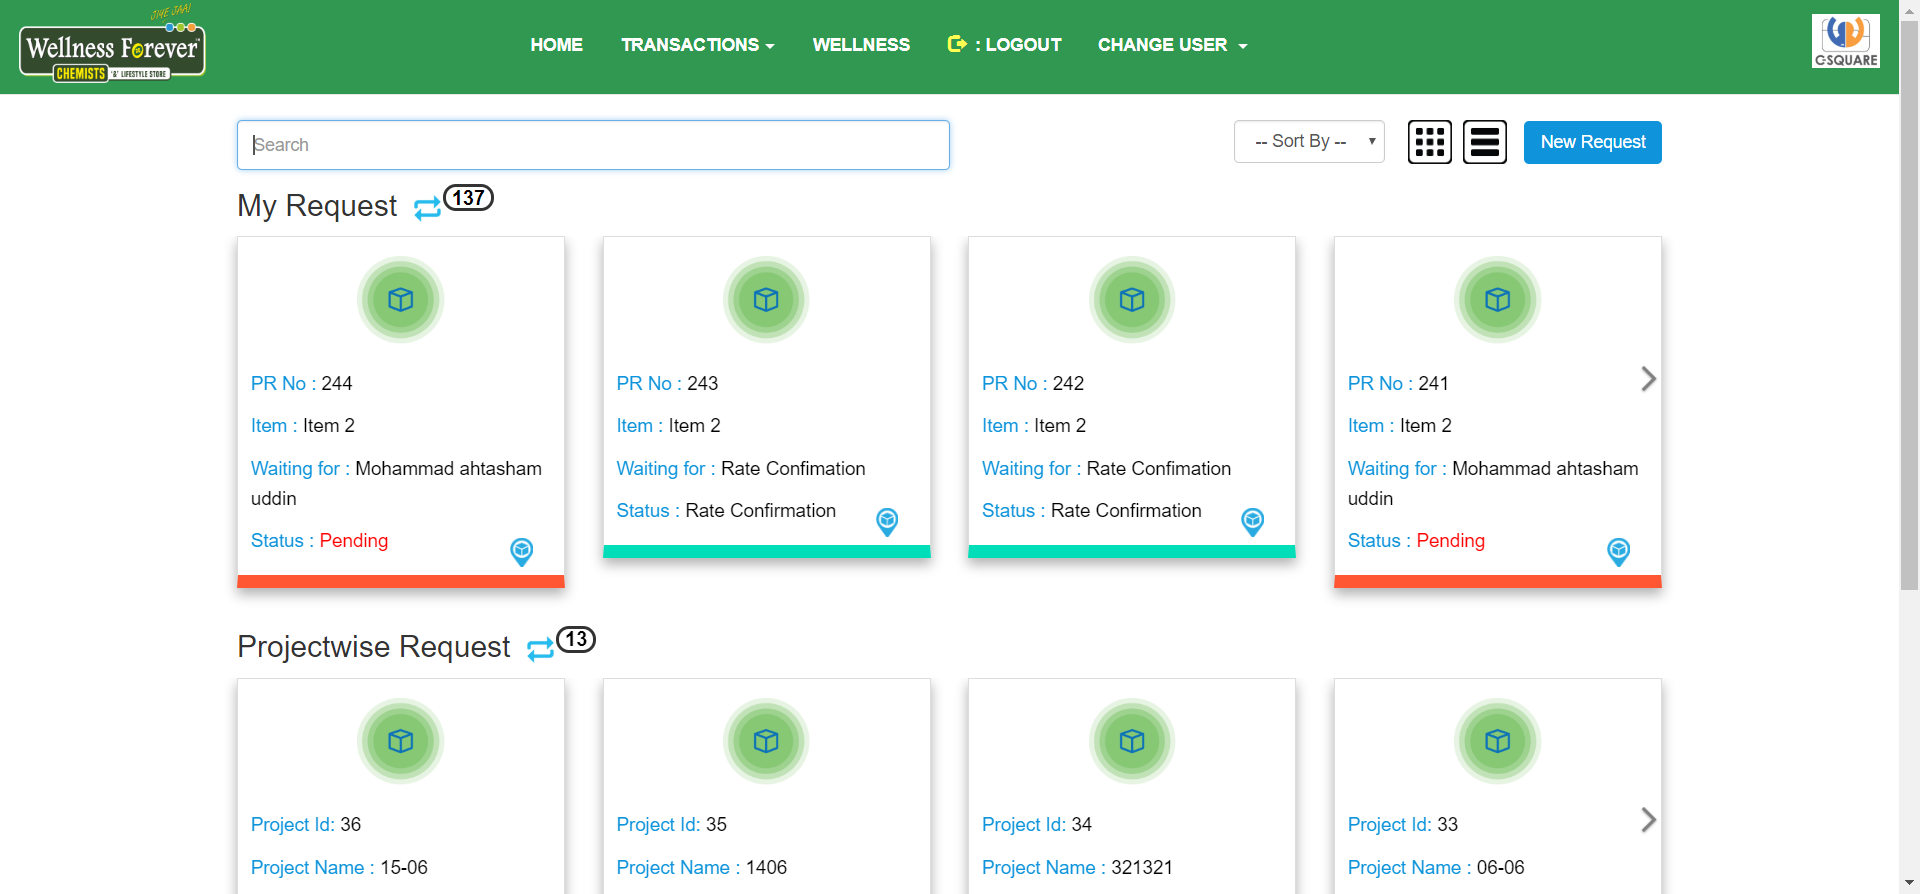 JIYE JAAI
Wellness Forever
CHEMISTS '&' LIFESTYLE STORE
HOME TRANSACTIONS WELLNESS : LOGOUT CHANGE USER
C-SQUARE
Search
-- Sort By --
New Request
My Request 137
PR No : 244
Item : Item 2
Waiting for : Mohammad ahtasham
uddin
Status : Pending
PR No : 243
Item : Item 2
Waiting for : Rate Confimation
Status : Rate Confirmation
PR No : 242
Item : Item 2
Waiting for : Rate Confimation
Status : Rate Confirmation
PR No : 241
Item : Item 2
Waiting for : Mohammad ahtasham
uddin
Status : Pending
Projectwise Request 13
Project Id: 36
Project Name : 15-06
Project Id: 35
Project Name : 1406
Project Id: 34
Project Name : 321321
Project Id: 33
Project Name : 06-06